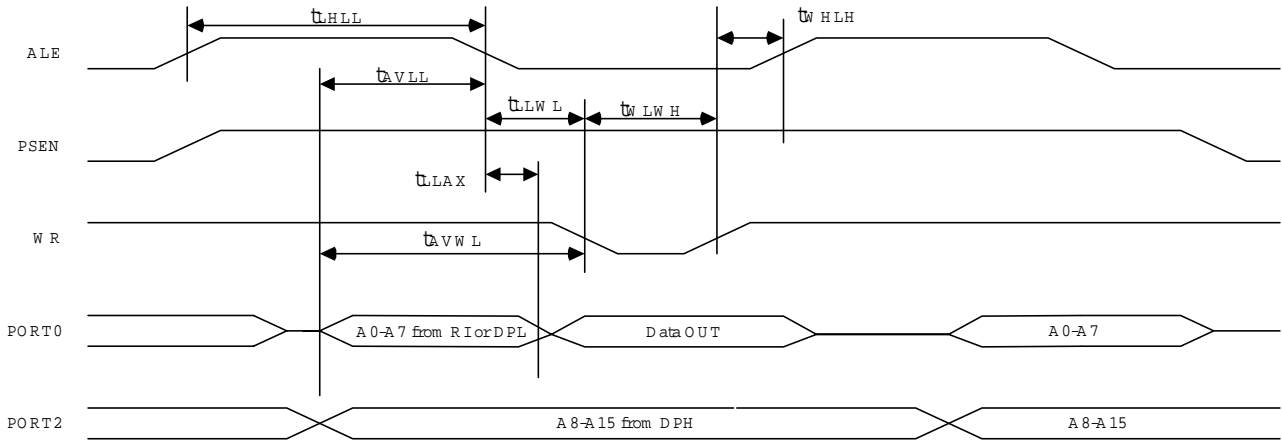 tLHLL
tWHLH
ALE
tAVLL
tLLWL
tWLWH
PSEN
tLLAX
WR
tAVWL
PORT0
A0-A7 from RI or DPL
Data OUT
A0-A7
PORT2
A8-A15 from DPH
A8-A15